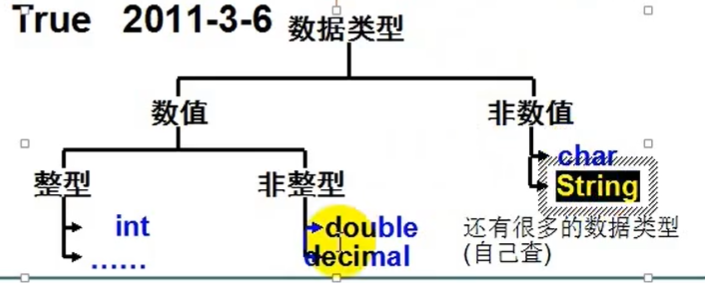 True 2011-3-6 数据类型
数值 非数值
整型 非整型
char
String
int
......
double
decimal
还有很多的数据类型
(自己查)